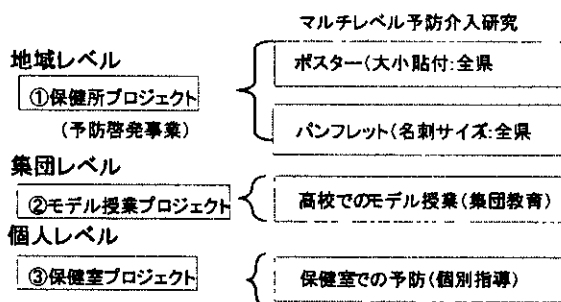 マルチレベル予防介入研究
地域レベル
ポスター(大小貼付:全県
①保健所プロジェクト
(予防啓発事業)
パンフレット(名刺サイズ:全県
集団レベル
②モデル授業プロジェクト
高校でのモデル授業(集団教育)
個人レベル
③保健室プロジェクト
保健室での予防(個別指導)